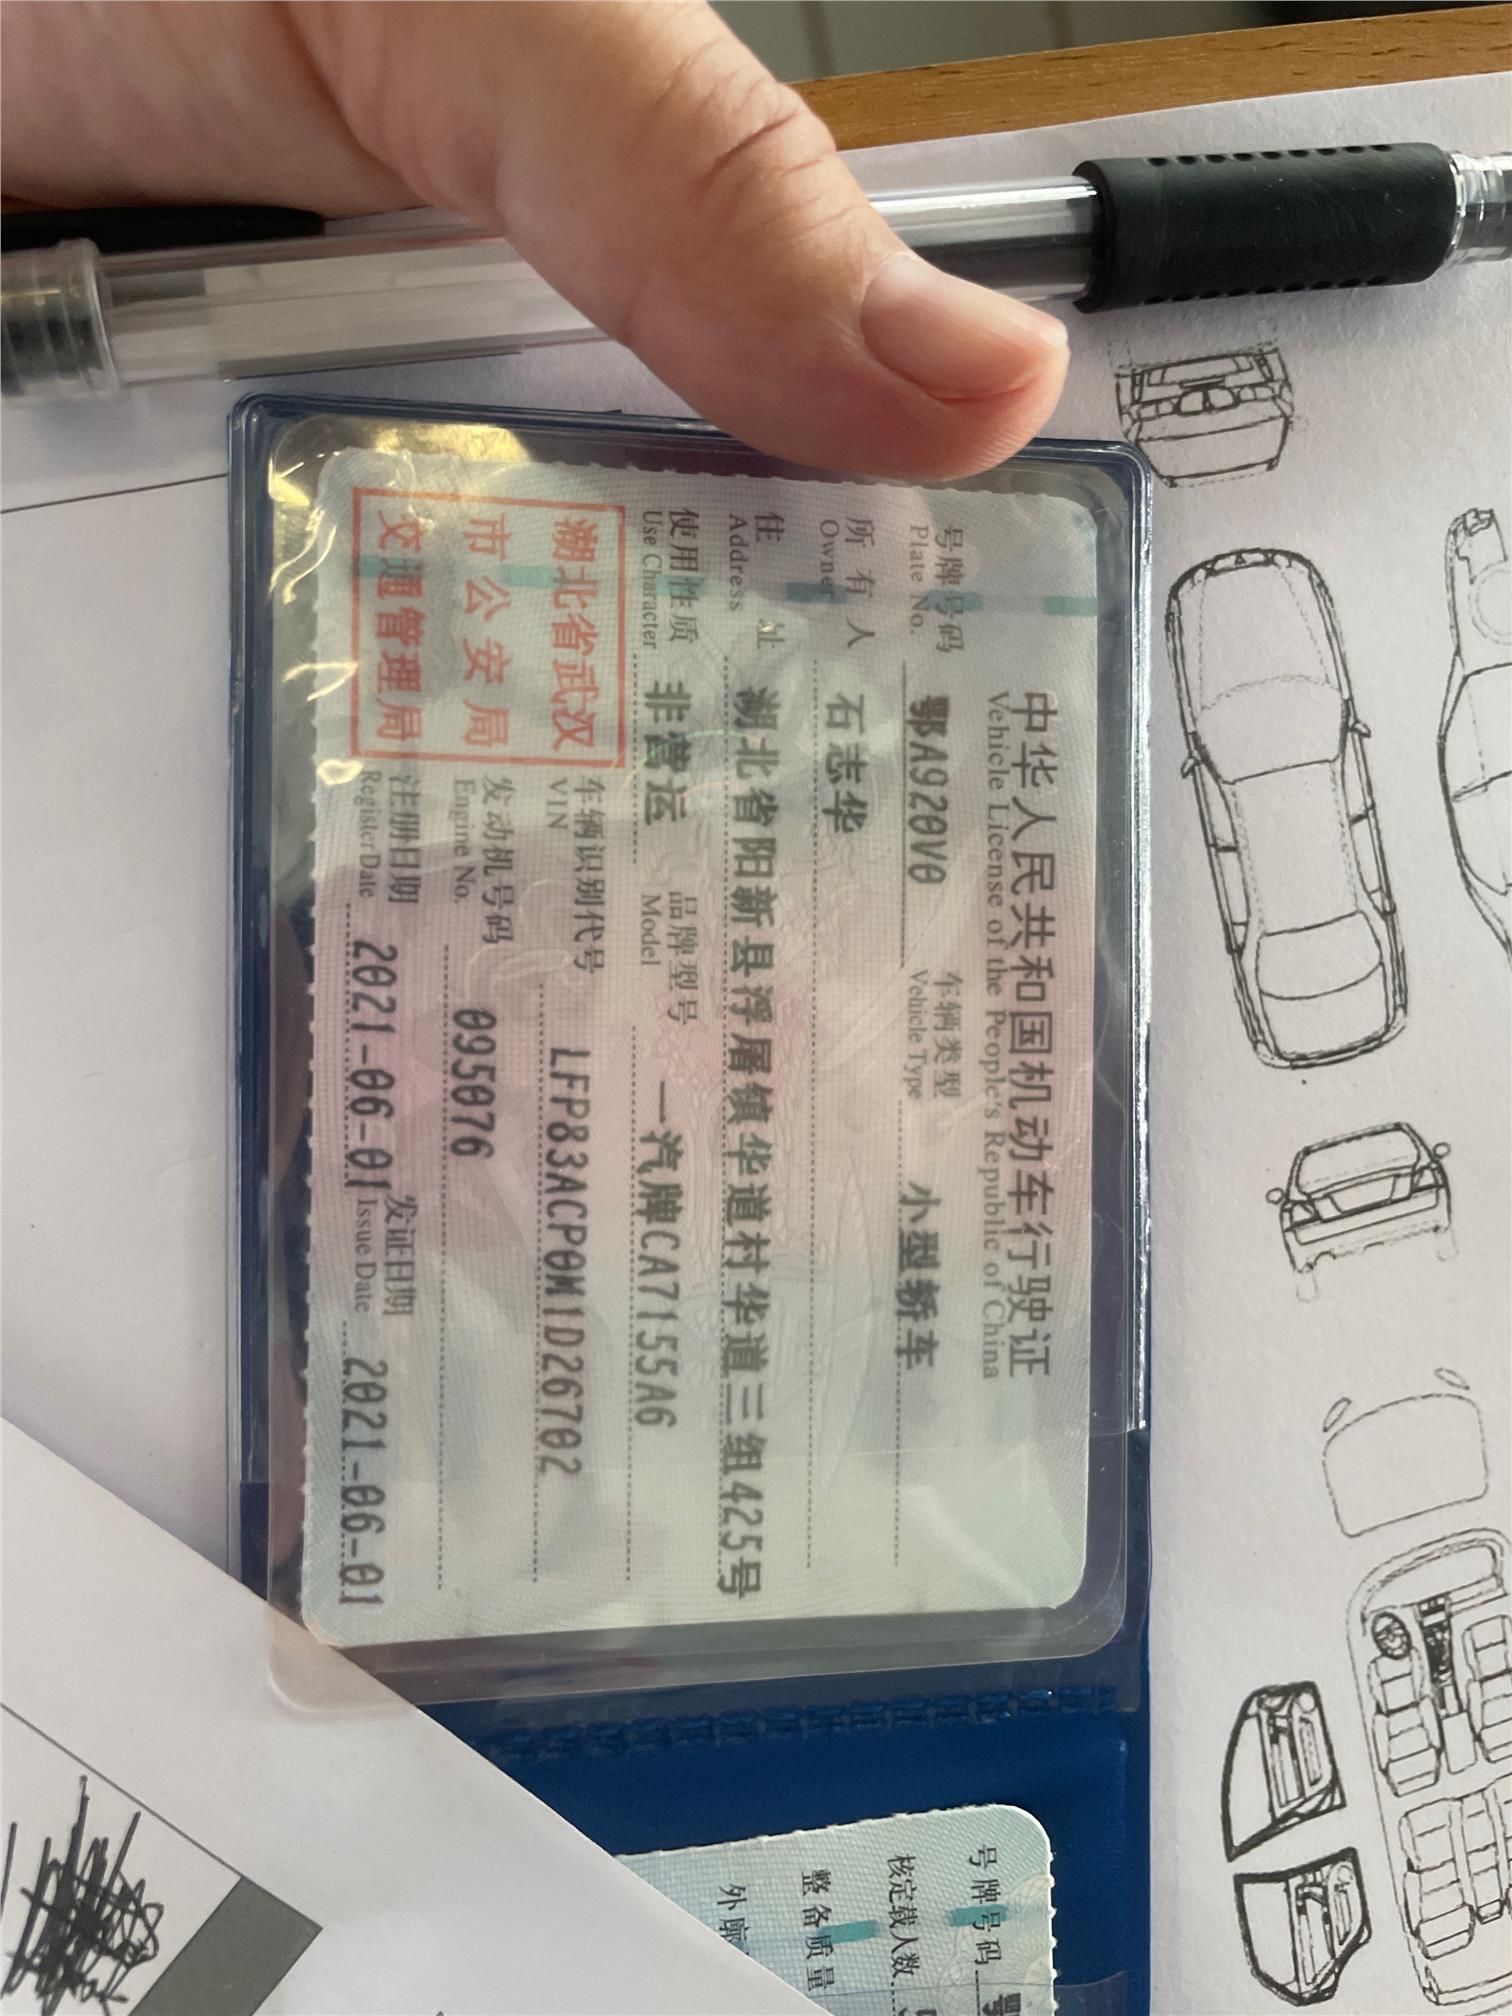 中华人民共和国机动车行驶证
Vehicle License of the People's Republic of China
号牌号码 鄂A920V0 车辆类型 小型轿车
Plate No. Vehicle Type
所有人 石志华
Owner
住址 湖北省阳新县浮屠镇华道村华道三组425号
Address
使用性质 非营运 品牌型号 一汽牌CA7155A6
Use Character Model
湖北省武汉
市公安局
交通管理局
车辆识别代号 LFP83ACP0M1D26702
VIN
发动机号码 095076
Engine No.
注册日期 2021-06-01 发证日期 2021-06-01
Register Date Issue Date
号牌号码 鄂
核定载人数
整备质量
外廓